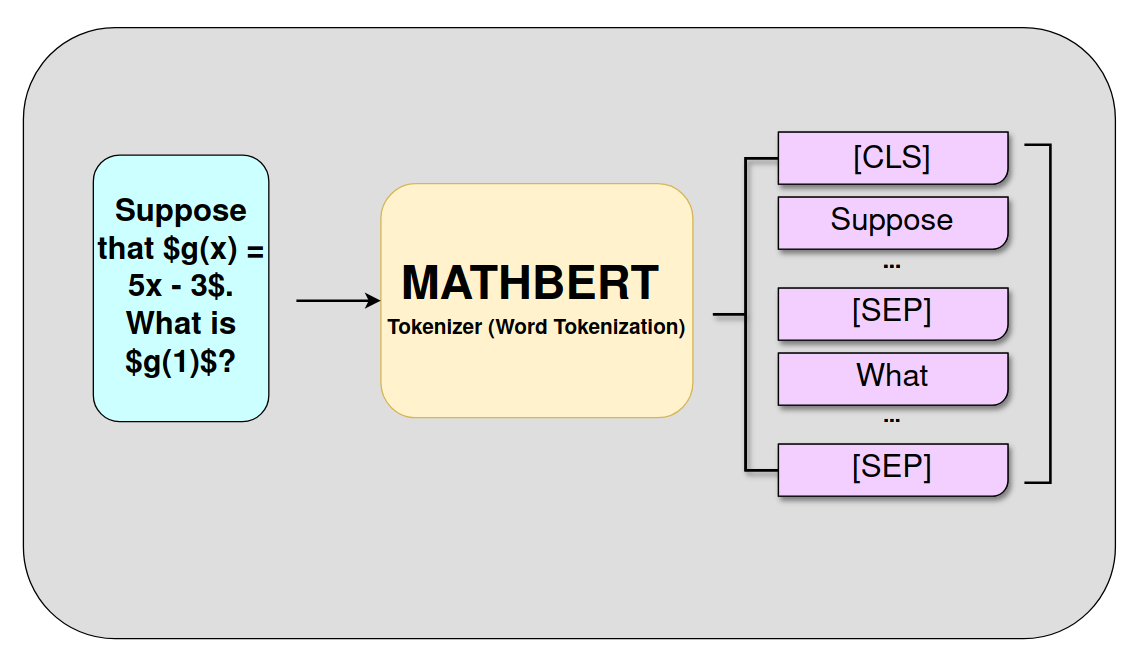 Suppose
that $g(x) =
5x - 3$.
What is
$g(1)$?
MATHBERT
Tokenizer (Word Tokenization)
[CLS]
Suppose
...
[SEP]
What
...
[SEP]